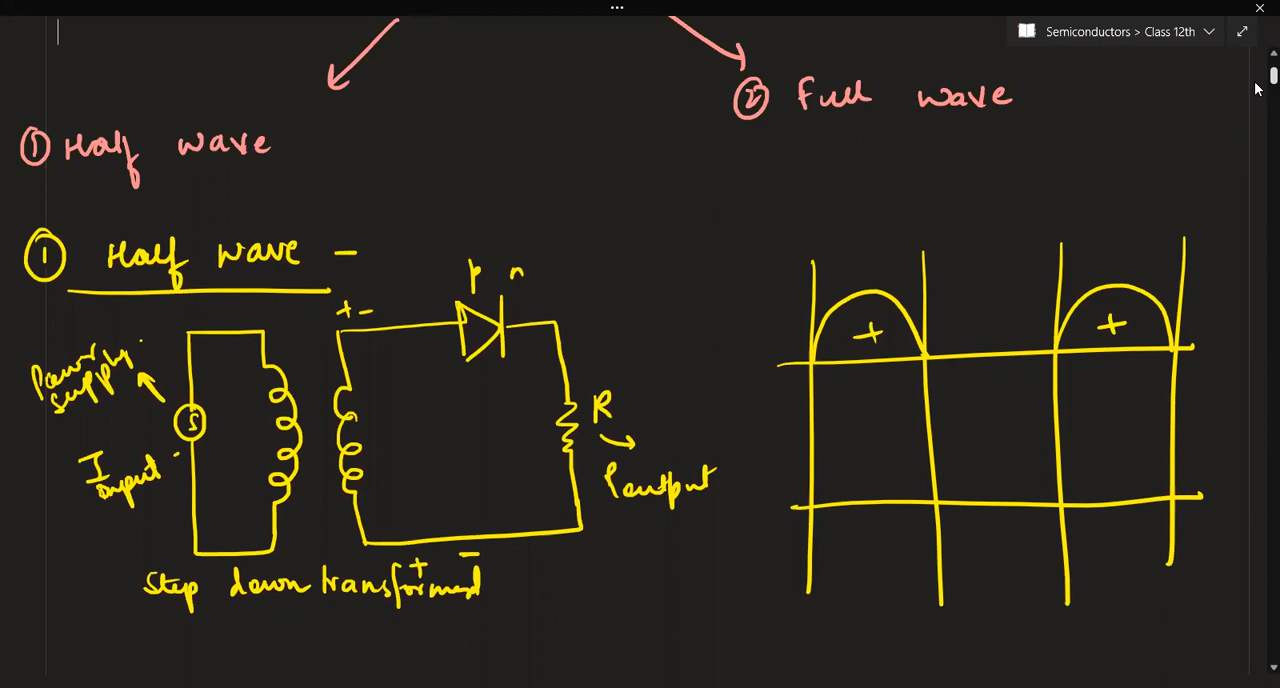 Semiconductors > Class 12th
② Full wave
① Half wave
① Half wave -
p n
+ -
Power
supply
S
Input
R
output
+ -
Step down transformer
+ +